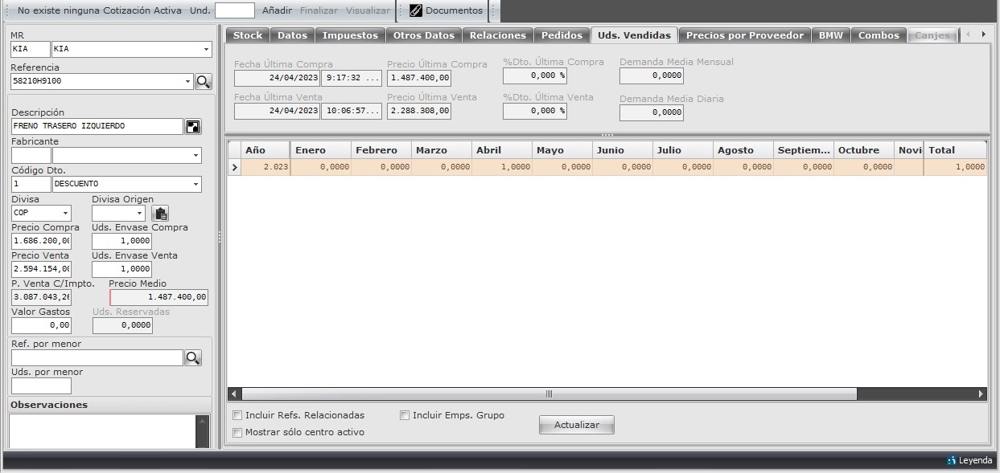 No existe ninguna Cotización Activa Und. Añadir Finalizar Visualizar Documentos
MR
KIA KIA
Referencia
58210H9100
Descripción
FRENO TRASERO IZQUIERDO
Fabricante
Código Dto.
1 DESCUENTO
Divisa Divisa Origen
COP
Precio Compra Uds. Envase Compra
1.686.200,00 1,0000
Precio Venta Uds. Envase Venta
2.594.154,00 1,0000
P. Venta C/Impto. Precio Medio
3.087.043,26 1.487.400,00
Valor Gastos Uds. Reservadas
0,00 0,0000
Ref. por menor
Uds. por menor
Observaciones
Stock Datos Impuestos Otros Datos Relaciones Pedidos Uds. Vendidas Precios por Proveedor BMW Combos Canjes
Fecha Última Compra Precio Última Compra %Dto. Última Compra Demanda Media Mensual
24/04/2023 9:17:32 ... 1.487.400,00 0,000 % 0,0000
Fecha Última Venta Precio Última Venta %Dto. Última Venta Demanda Media Diaria
24/04/2023 10:06:57... 2.288.308,00 0,000 % 0,0000
Año Enero Febrero Marzo Abril Mayo Junio Julio Agosto Septiem... Octubre Novi Total
2.023 0,0000 0,0000 0,0000 1,0000 0,0000 0,0000 0,0000 0,0000 0,0000 0,0000 1,0000
Incluir Refs. Relacionadas Incluir Emps. Grupo
Mostrar sólo centro activo
Actualizar
Leyenda